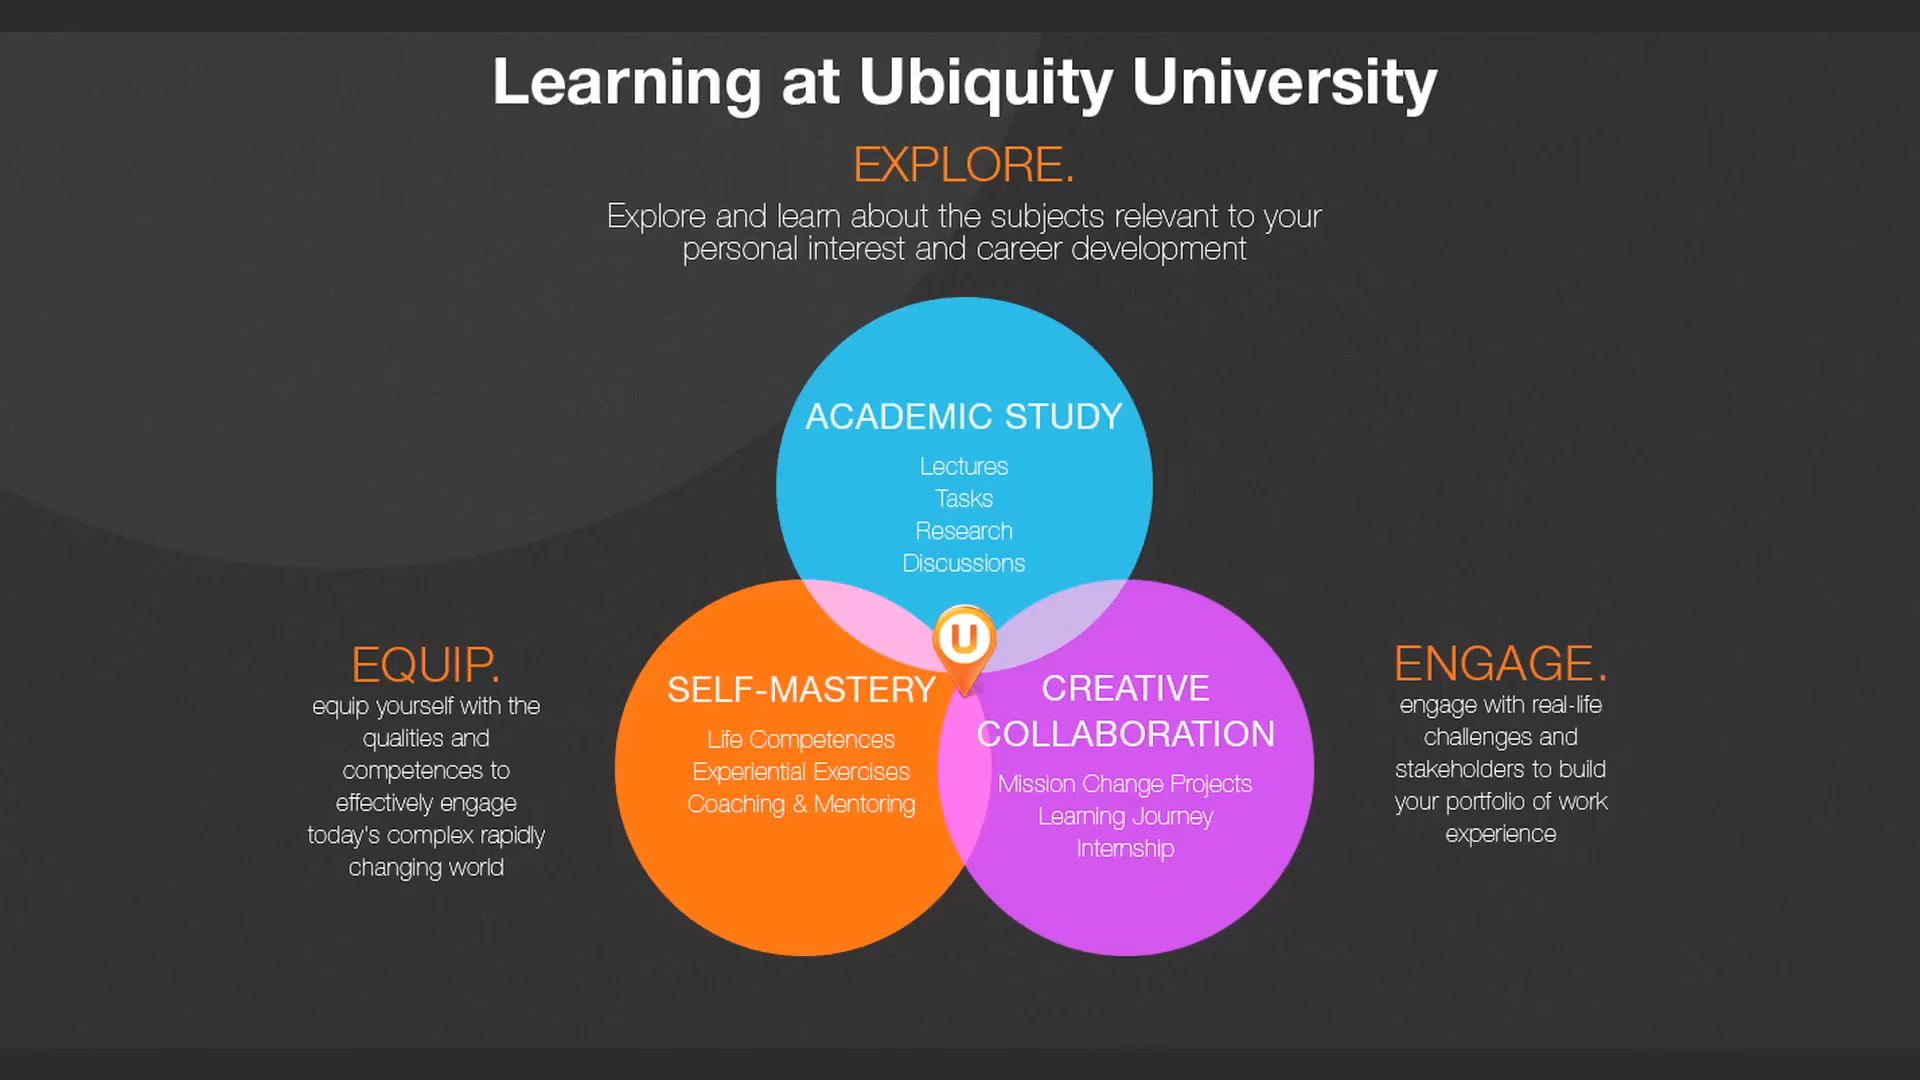 Learning at Ubiquity University
EXPLORE.
Explore and learn about the subjects relevant to your
personal interest and career development
ACADEMIC STUDY
Lectures
Tasks
Research
Discussions
U
EQUIP.
equip yourself with the
qualities and
competences to
effectively engage
today's complex rapidly
changing world
SELF-MASTERY
Life Competences
Experiential Exercises
Coaching & Mentoring
CREATIVE
COLLABORATION
Mission Change Projects
Learning Journey
Internship
ENGAGE.
engage with real-life
challenges and
stakeholders to build
your portfolio of work
experience